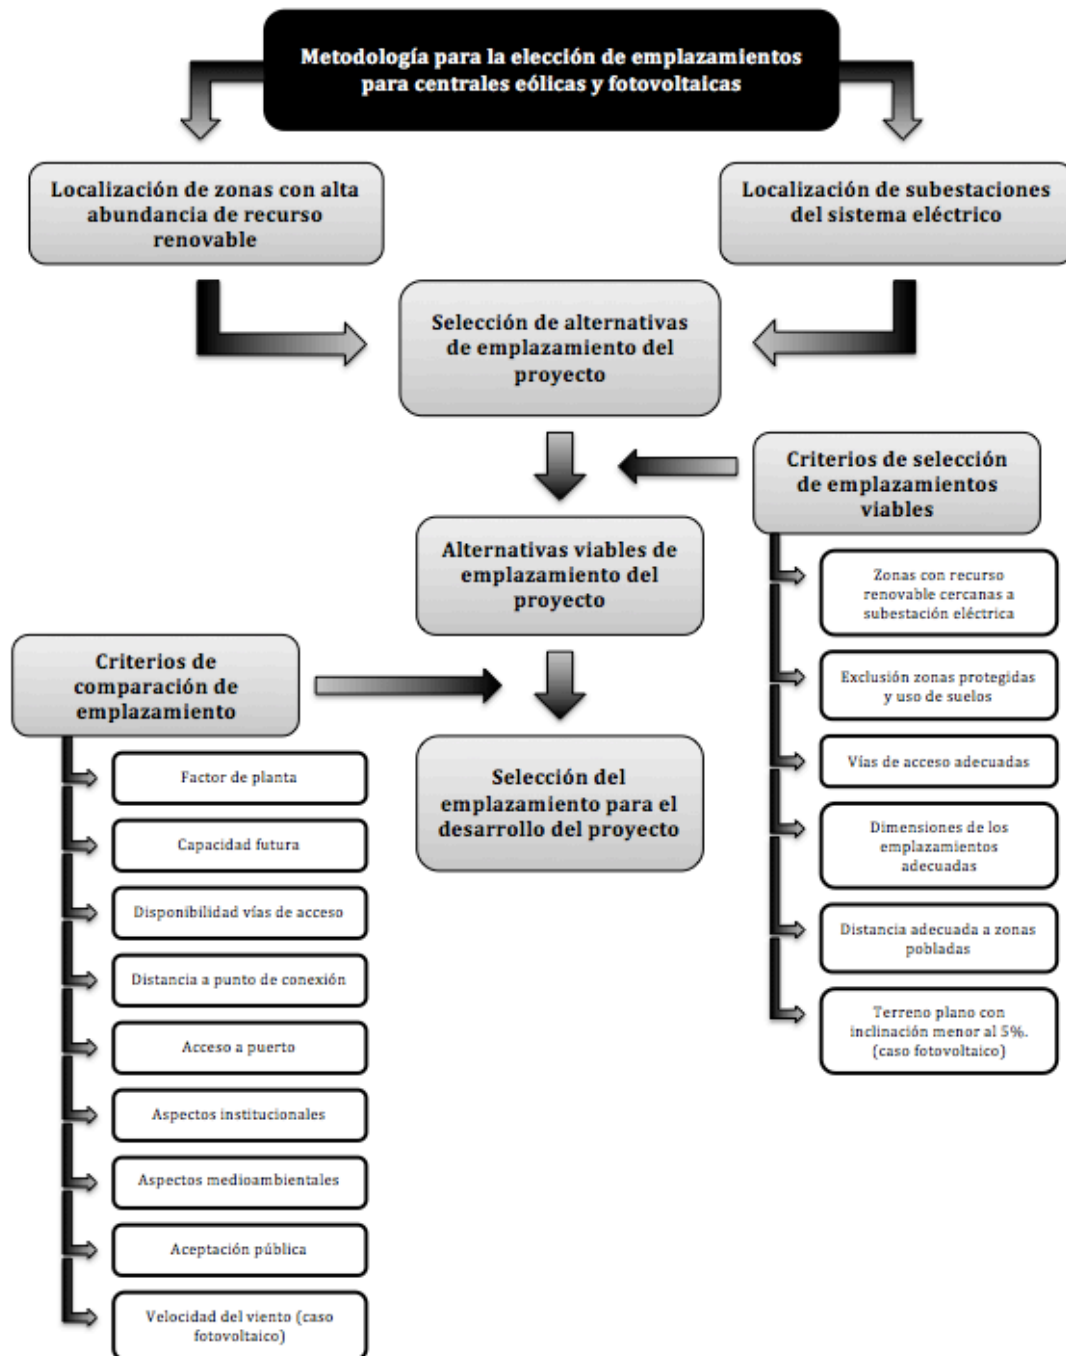 Metodología para la elección de emplazamientos
para centrales eólicas y fotovoltaicas
Localización de zonas con alta
abundancia de recurso
renovable
Localización de subestaciones
del sistema eléctrico
Selección de alternativas
de emplazamiento del
proyecto
Criterios de selección
de emplazamientos
viables
Zonas con recurso
renovable cercanas a
subestación eléctrica
Exclusión zonas protegidas
y uso de suelos
Vías de acceso adecuadas
Dimensiones de los
emplazamientos
adecuadas
Distancia adecuada a zonas
pobladas
Terreno plano con
inclinación menor al 5%.
(caso fotovoltaico)
Alternativas viables de
emplazamiento del
proyecto
Criterios de
comparación de
emplazamiento
Factor de planta
Capacidad futura
Disponibilidad vías de acceso
Distancia a punto de conexión
Acceso a puerto
Aspectos institucionales
Aspectos medioambientales
Aceptación pública
Velocidad del viento (caso
fotovoltaico)
Selección del
emplazamiento para el
desarrollo del proyecto